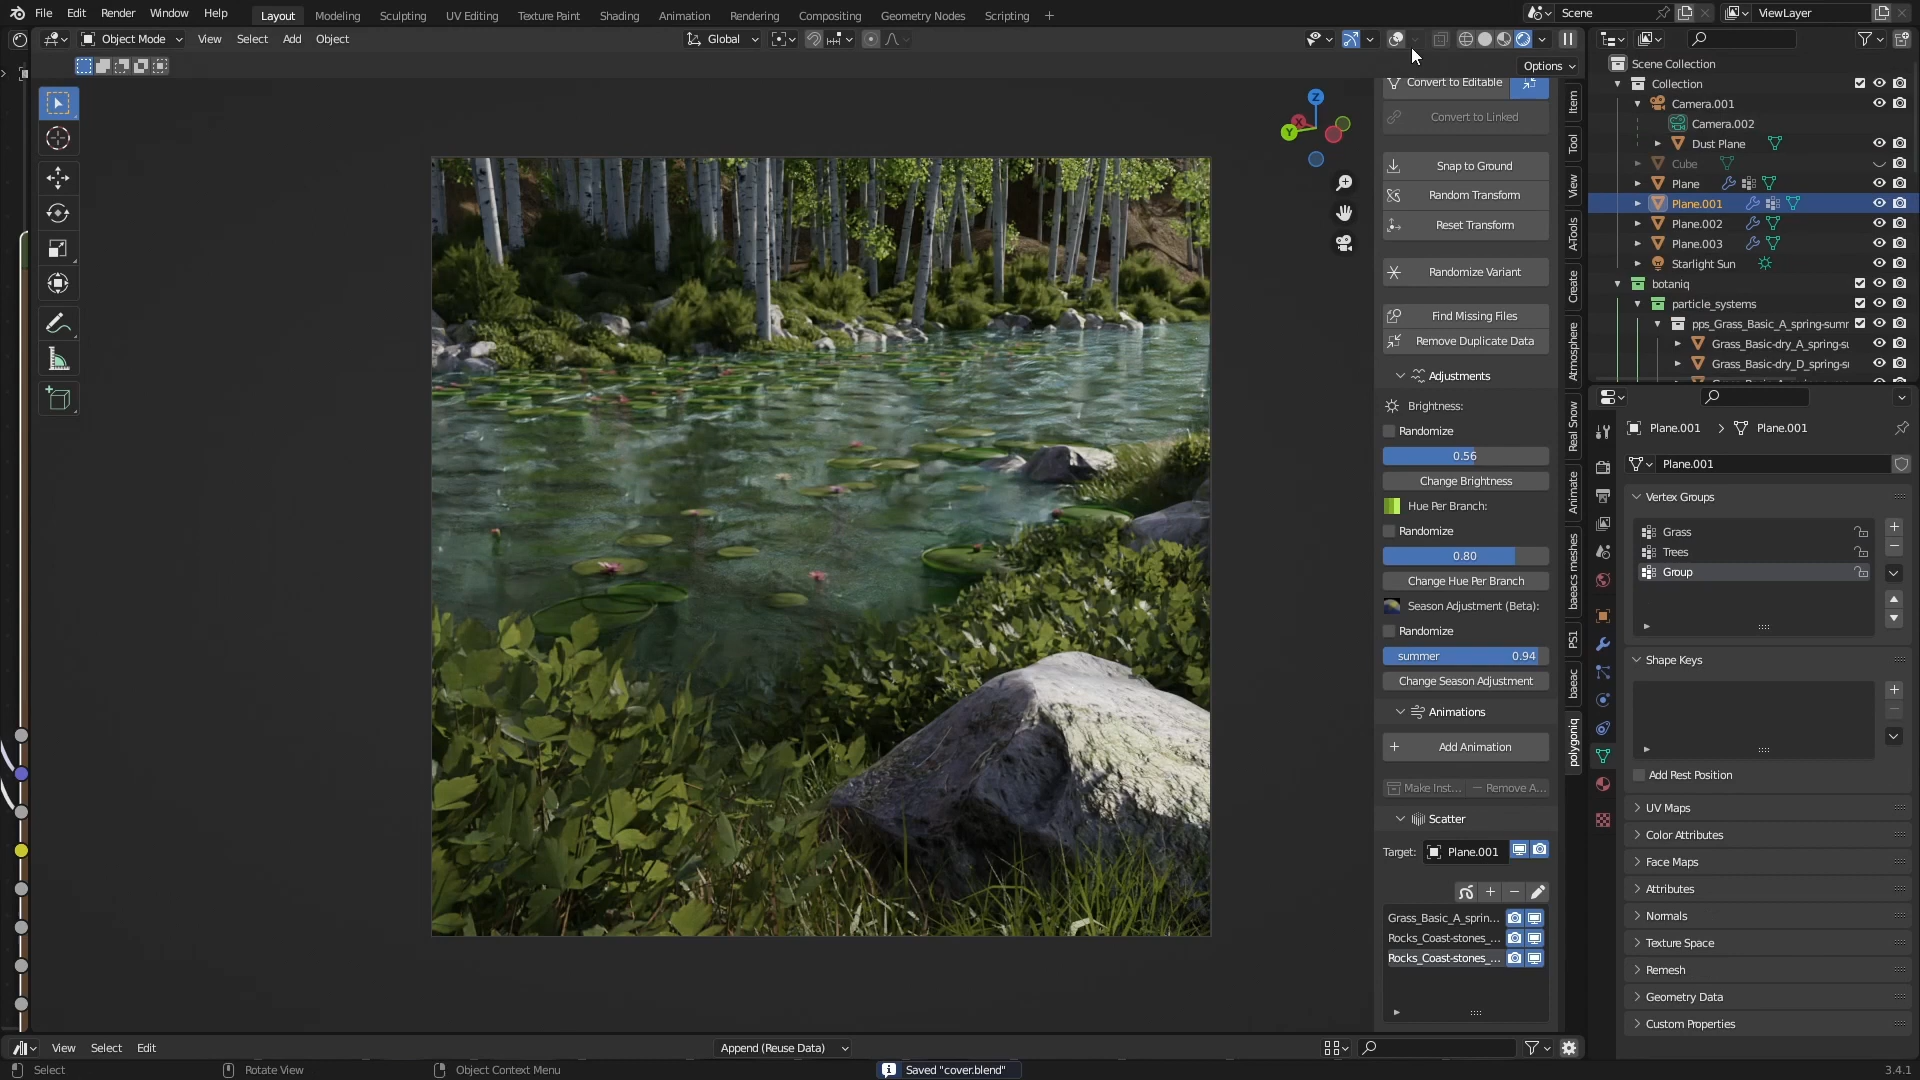 File Edit Render Window Help Layout Modeling Sculpting UV Editing Texture Paint Shading Animation Rendering Compositing Geometry Nodes Scripting + Scene ViewLayer
Object Mode View Select Add Object Global
Options
Convert to Editable
Convert to Linked
Snap to Ground
Random Transform
Reset Transform
Randomize Variant
Find Missing Files
Remove Duplicate Data
Adjustments
Brightness:
Randomize
0.56
Change Brightness
Hue Per Branch:
Randomize
0.80
Change Hue Per Branch
Season Adjustment (Beta):
Randomize
summer 0.94
Change Season Adjustment
Animations
Add Animation
Make Inst... Remove A...
Scatter
Target: Plane.001
Grass_Basic_A_sprin...
Rocks_Coast-stones_...
Rocks_Coast-stones_...
Item
Tool
View
A-Tools
Create
Atmosphere
Real Snow
Animate
baeacs meshes
PS1
baeac
polygoniq
Z
Y
X
Scene Collection
Collection
Camera.001
Camera.002
Dust Plane
Cube
Plane
Plane.001
Plane.002
Plane.003
Starlight Sun
botaniq
particle_systems
pps_Grass_Basic_A_spring-summ
Grass_Basic-dry_A_spring-su
Grass_Basic-dry_D_spring-s
Plane.001 > Plane.001
Plane.001
Vertex Groups
Grass
Trees
Group
Shape Keys
Add Rest Position
UV Maps
Color Attributes
Face Maps
Attributes
Normals
Texture Space
Remesh
Geometry Data
Custom Properties
View Select Edit Append (Reuse Data)
Select Rotate View Object Context Menu Saved "cover.blend" 3.4.1